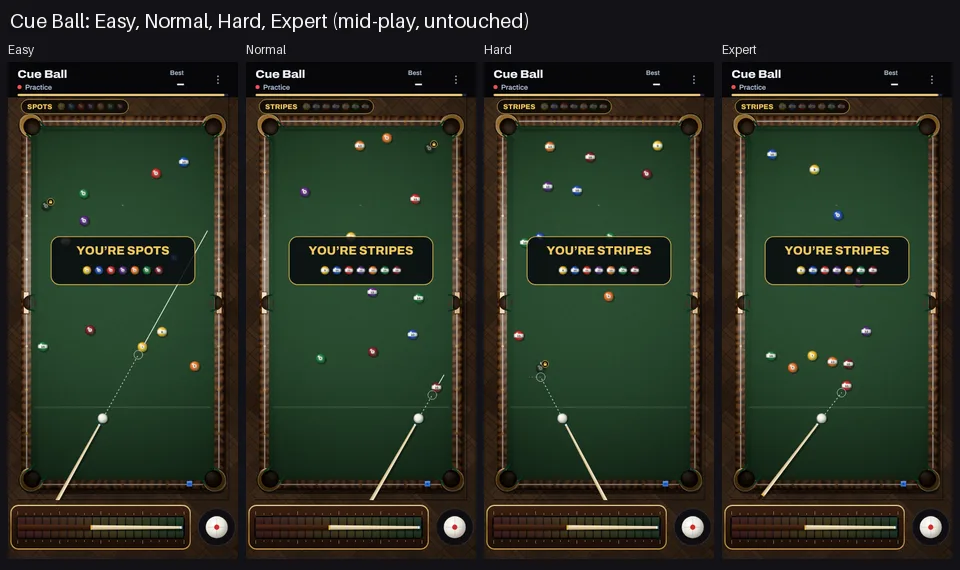 Cue Ball: Easy, Normal, Hard, Expert (mid-play, untouched)
Easy
Cue Ball
Practice
Best
SPOTS
YOU'RE SPOTS
Normal
Cue Ball
Practice
Best
STRIPES
YOU'RE STRIPES
Hard
Cue Ball
Practice
Best
STRIPES
YOU'RE STRIPES
Expert
Cue Ball
Practice
Best
STRIPES
YOU'RE STRIPES